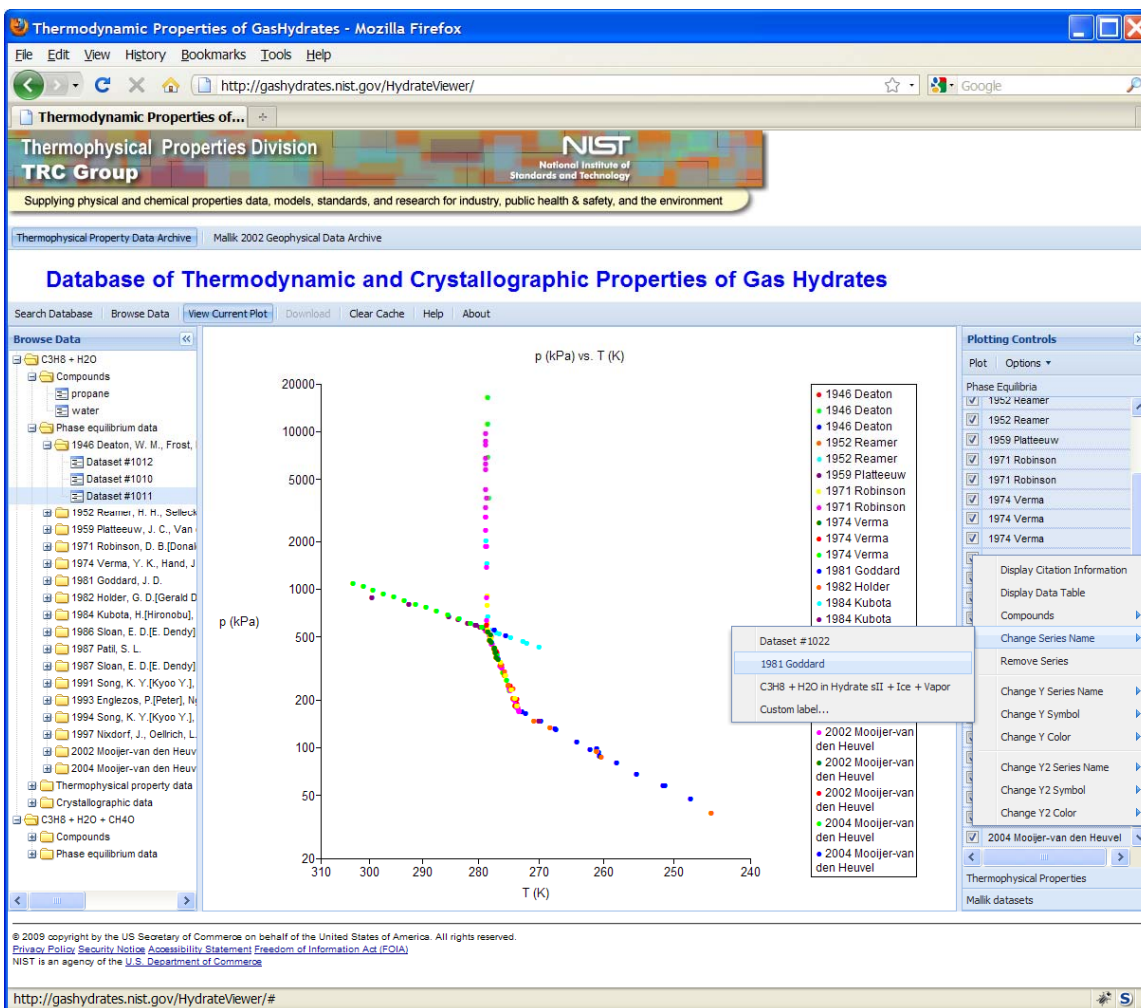 Thermodynamic Properties of GasHydrates - Mozilla Firefox
File Edit View History Bookmarks Tools Help
http://gashydrates.nist.gov/HydrateViewer/
Google
Thermodynamic Properties of...
Thermophysical Properties Division
TRC Group
NIST
National Institute of
Standards and Technology
Supplying physical and chemical properties data, models, standards, and research for industry, public health & safety, and the environment
Thermophysical Property Data Archive Mallik 2002 Geophysical Data Archive
Database of Thermodynamic and Crystallographic Properties of Gas Hydrates
Search Database Browse Data View Current Plot Download Clear Cache Help About
Browse Data
C3H8 + H2O
Compounds
propane
water
Phase equilibrium data
1946 Deaton, W. M., Frost,
Dataset #1012
Dataset #1010
Dataset #1011
1952 Reamer, H. H., Selleck
1959 Platteeuw, J. C., Van
1971 Robinson, D. B.[Donal
1974 Verma, Y. K., Hand, J
1981 Goddard, J. D.
1982 Holder, G. D.[Gerald D
1984 Kubota, H.[Hironobu],
1986 Sloan, E. D.[E. Dendy]
1987 Patil, S. L.
1987 Sloan, E. D.[E. Dendy]
1991 Song, K. Y.[Kyoo Y.],
1993 Englezos, P.[Peter], N
1994 Song, K. Y.[Kyoo Y.],
1997 Nixdorf, J., Oellrich, L.
2002 Mooijer-van den Heuv
2004 Mooijer-van den Heuv
Thermophysical property data
Crystallographic data
C3H8 + H2O + CH4O
Compounds
Phase equilibrium data
p (kPa) vs. T (K)
20000
10000
5000
2000
1000
500
200
100
50
20
p (kPa)
310 300 290 280 270 260 250 240
T (K)
1946 Deaton
1946 Deaton
1946 Deaton
1952 Reamer
1952 Reamer
1959 Platteeuw
1971 Robinson
1971 Robinson
1974 Verma
1974 Verma
1974 Verma
1981 Goddard
1982 Holder
1984 Kubota
1984 Kubota
2002 Mooijer-van
den Heuvel
2002 Mooijer-van
den Heuvel
2002 Mooijer-van
den Heuvel
2004 Mooijer-van
den Heuvel
2004 Mooijer-van
den Heuvel
Dataset #1022
1981 Goddard
C3H8 + H2O in Hydrate sII + Ice + Vapor
Custom label...
Plotting Controls
Plot Options
Phase Equilibria
1952 Reamer
1952 Reamer
1959 Platteeuw
1971 Robinson
1971 Robinson
1974 Verma
1974 Verma
1974 Verma
Display Citation Information
Display Data Table
Compounds
Change Series Name
Remove Series
Change Y Series Name
Change Y Symbol
Change Y Color
Change Y2 Series Name
Change Y2 Symbol
Change Y2 Color
2004 Mooijer-van den Heuvel
Thermophysical Properties
Mallik datasets
© 2009 copyright by the US Secretary of Commerce on behalf of the United States of America. All rights reserved.
Privacy Policy Security Notice Accessibility Statement Freedom of Information Act (FOIA)
NIST is an agency of the U.S. Department of Commerce
http://gashydrates.nist.gov/HydrateViewer/#